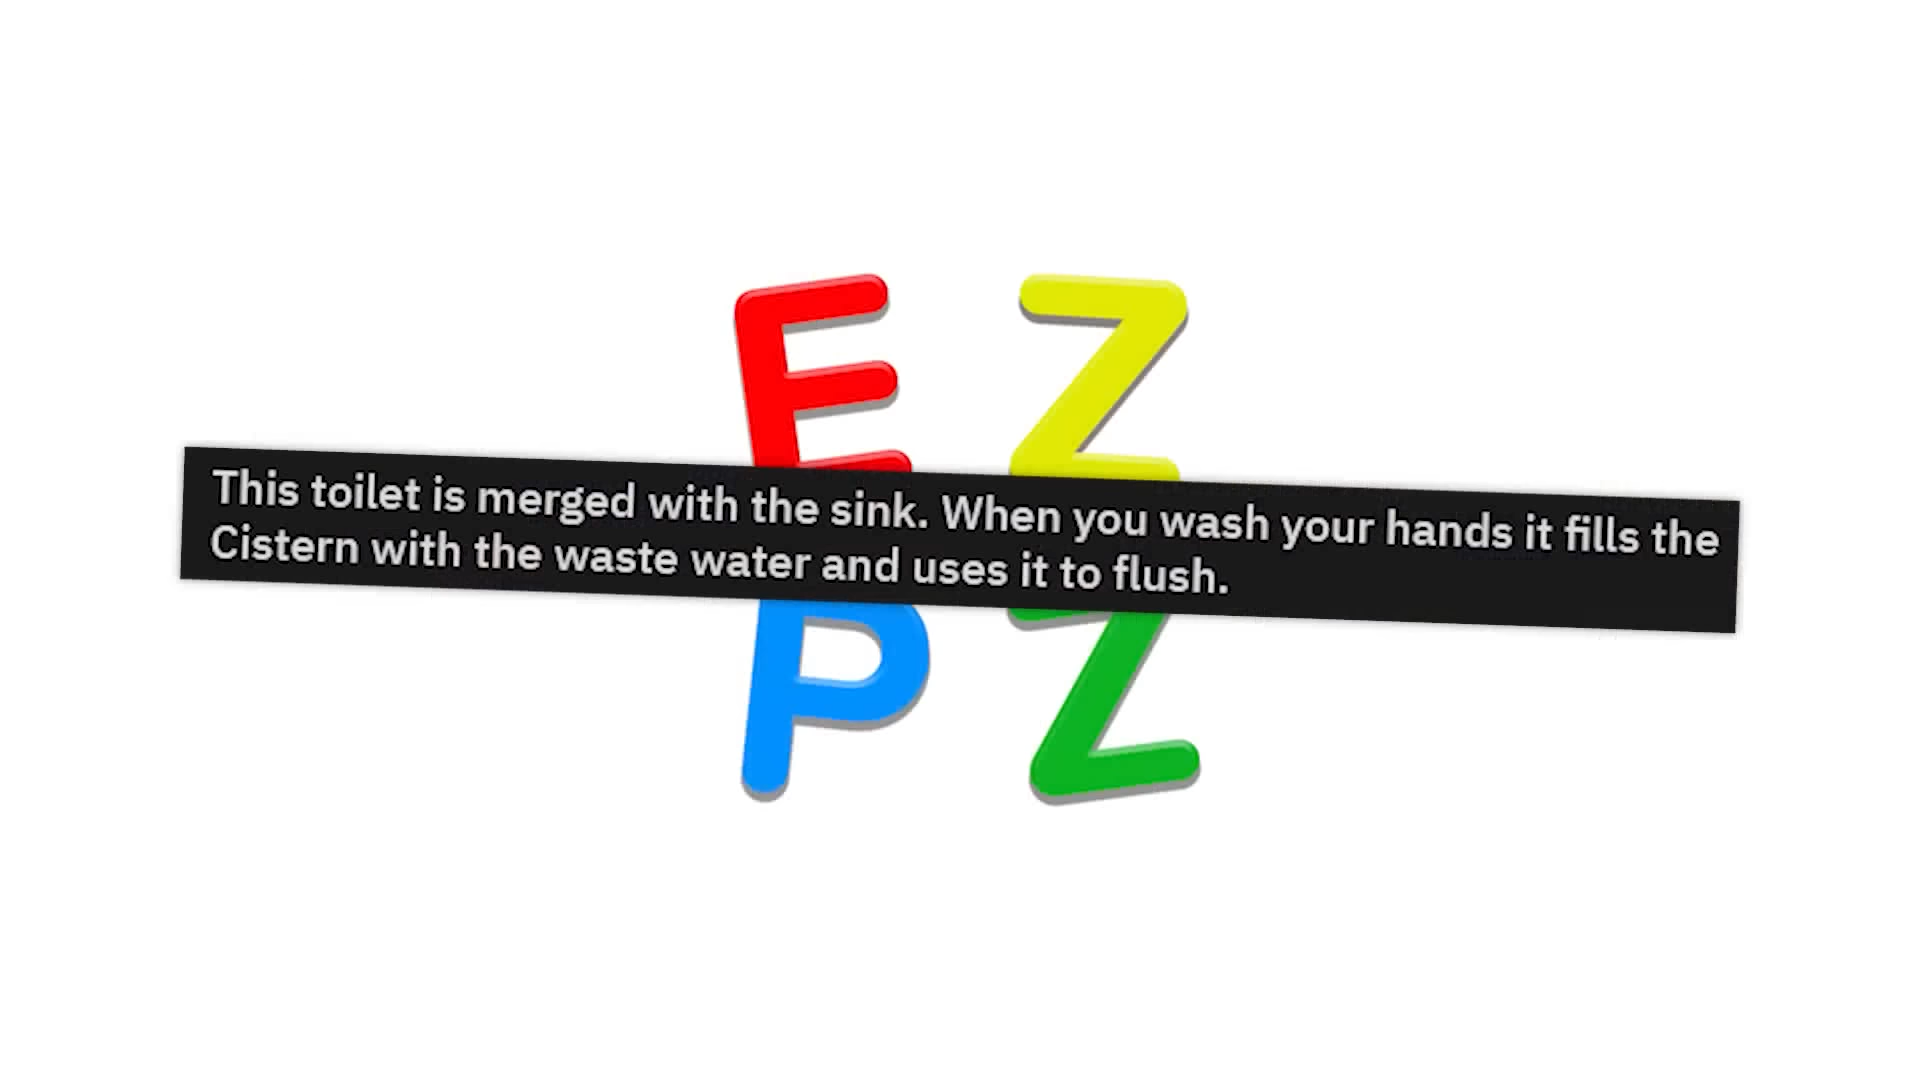 E Z
This toilet is merged with the sink. When you wash your hands it fills the
Cistern with the waste water and uses it to flush.
P Z